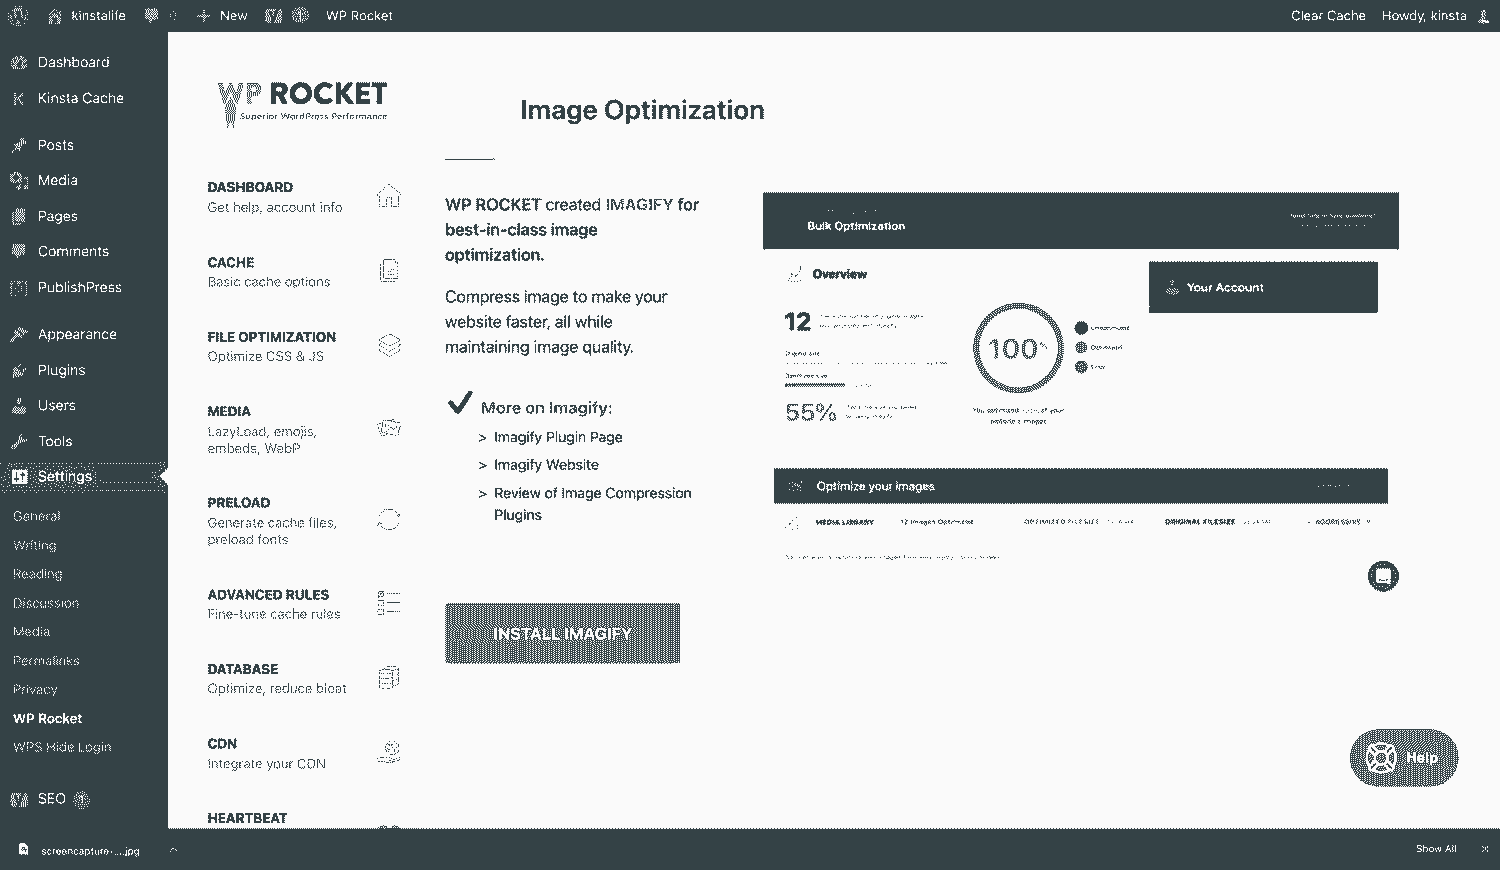 kinstalife
0
New
WP Rocket
Clear Cache
Howdy, kinsta
Dashboard
Kinsta Cache
Posts
Media
Pages
Comments
PublishPress
Appearance
Plugins
Users
Tools
Settings
General
Writing
Reading
Discussion
Media
Permalinks
Privacy
WP Rocket
WPS Hide Login
SEO 1
WP ROCKET
Superior WordPress Performance
DASHBOARD
Get help, account info
CACHE
Basic cache options
FILE OPTIMIZATION
Optimize CSS & JS
MEDIA
LazyLoad, emojis,
embeds, WebP
PRELOAD
Generate cache files,
preload fonts
ADVANCED RULES
Fine-tune cache rules
DATABASE
Optimize, reduce bloat
CDN
Integrate your CDN
HEARTBEAT
Image Optimization
WP ROCKET created IMAGIFY for
best-in-class image
optimization.
Compress image to make your
website faster, all while
maintaining image quality.
More on Imagify:
> Imagify Plugin Page
> Imagify Website
> Review of Image Compression
Plugins
INSTALL IMAGIFY
Bulk Optimization
Overview
Your Account
12
100%
55%
Optimize your images
MEDIA LIBRARY
12 Images Optimized
ORIGINAL FILESIZE
Help
screencapture-....jpg
Show All